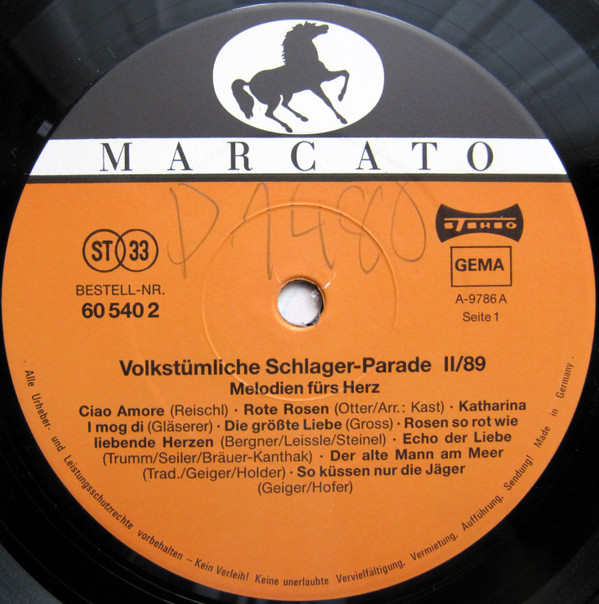 MARCATO
D 1480
ST 33
STEREO
BESTELL-NR.
60 540 2
GEMA
A-9786 A
Seite 1
Volkstümliche Schlager-Parade II/89
Melodien fürs Herz
Ciao Amore (Reischl) · Rote Rosen (Otter/Arr.: Kast) · Katharina
I mog di (Gläserer) · Die größte Liebe (Gross) · Rosen so rot wie
liebende Herzen (Bergner/Leissle/Steinel) · Echo der Liebe
(Trumm/Seiler/Bräuer-Kanthak) · Der alte Mann am Meer
(Trad./Geiger/Holder) · So küssen nur die Jäger
(Geiger/Hofer)
Alle Urheber- und Leistungsschutzrechte vorbehalten – Kein Verleih! Keine unerlaubte Vervielfältigung, Vermietung, Aufführung, Sendung! Made in Germany.